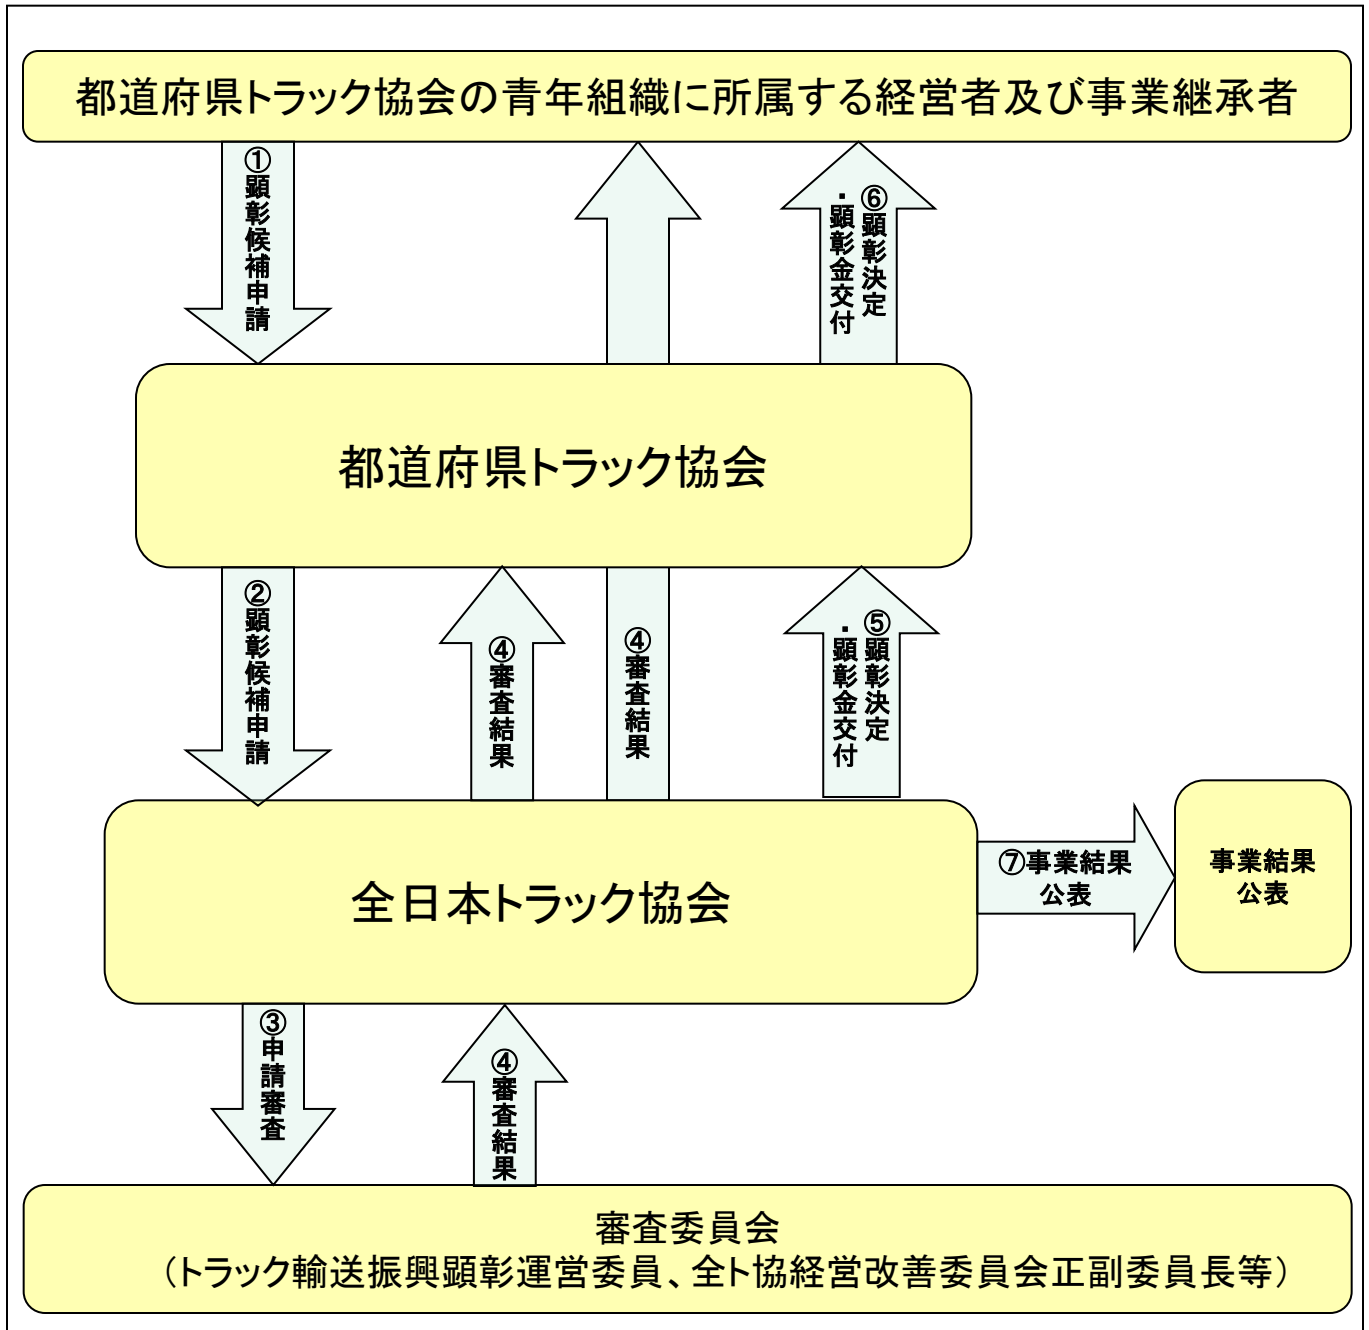 都道府県トラック協会の青年組織に所属する経営者及び事業継承者
①顕彰候補申請
⑥顕彰決定
・顕彰金交付
都道府県トラック協会
②顕彰候補申請
④審査結果
④審査結果
⑤顕彰決定
・顕彰金交付
全日本トラック協会
⑦事業結果
公表
事業結果
公表
③申請審査
④審査結果
審査委員会
（トラック輸送振興顕彰運営委員、全ト協経営改善委員会正副委員長等）